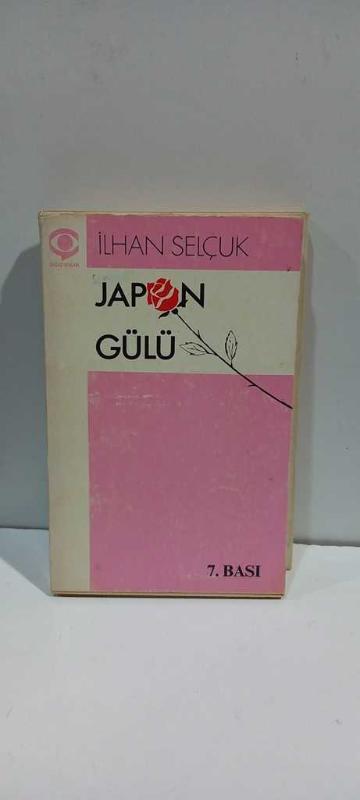 İLHAN SELÇUK
JAPON
GÜLÜ
7. BASI